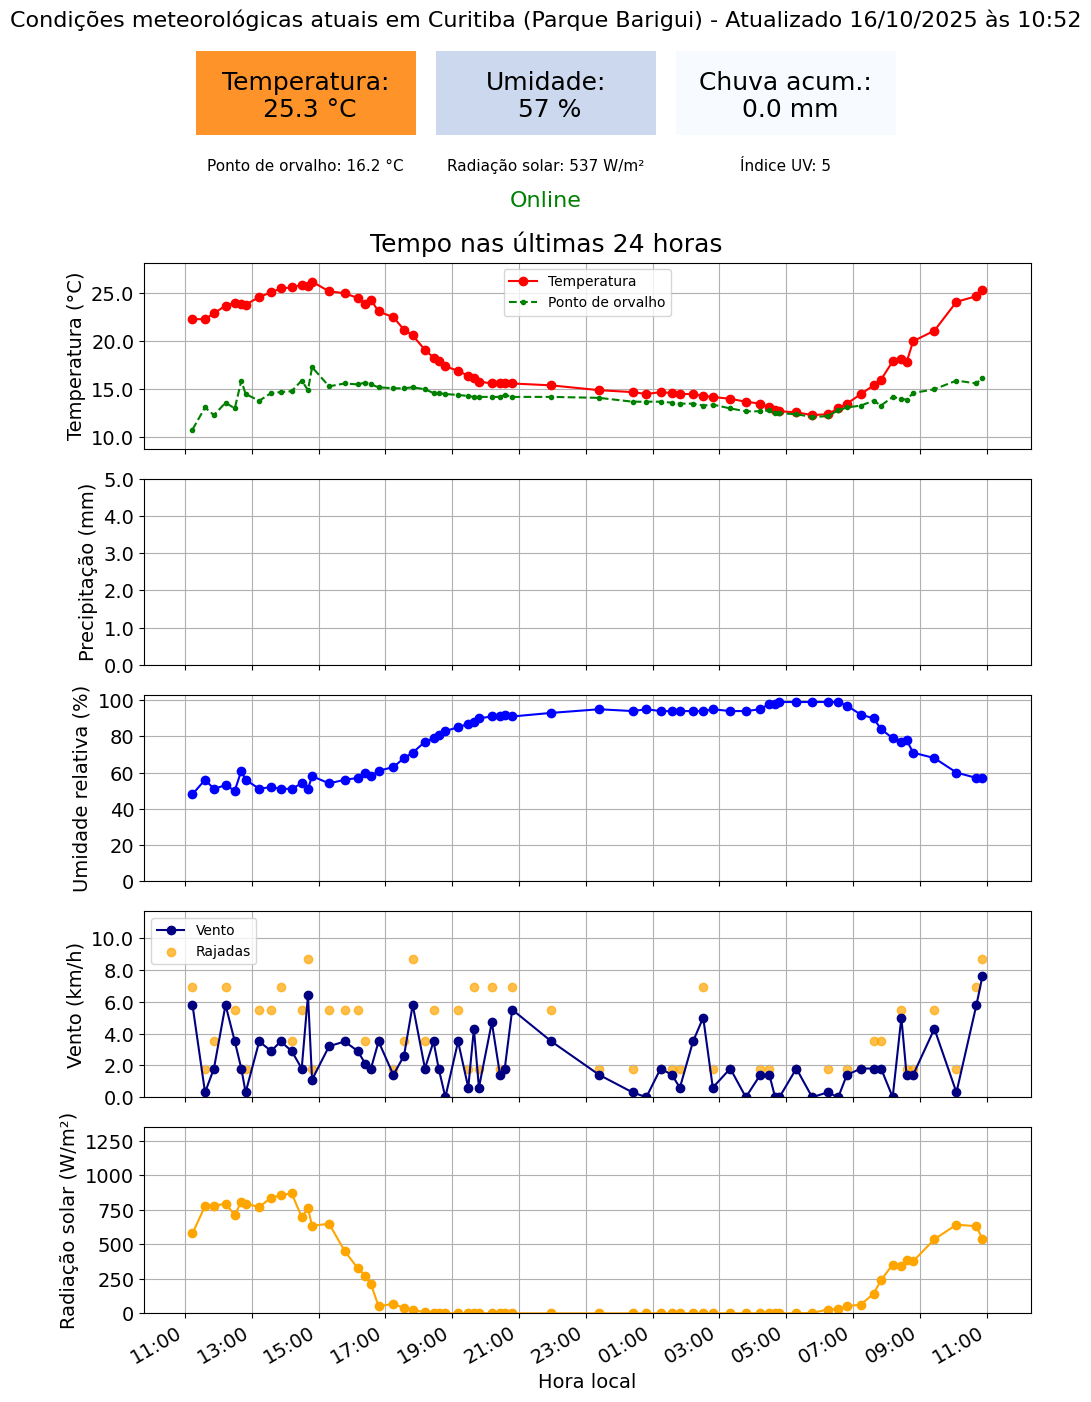 Condições meteorológicas atuais em Curitiba (Parque Barigui) - Atualizado 16/10/2025 às 10:52
Temperatura:
25.3 °C
Umidade:
57 %
Chuva acum.:
0.0 mm
Ponto de orvalho: 16.2 °C
Radiação solar: 537 W/m²
Índice UV: 5
Online
Tempo nas últimas 24 horas
Temperatura (°C)
25.0
20.0
15.0
10.0
Temperatura
Ponto de orvalho
Precipitação (mm)
5.0
4.0
3.0
2.0
1.0
0.0
Umidade relativa (%)
100
80
60
40
20
0
Vento (km/h)
10.0
8.0
6.0
4.0
2.0
0.0
Vento
Rajadas
Radiação solar (W/m²)
1250
1000
750
500
250
0
11:00
13:00
15:00
17:00
19:00
21:00
23:00
01:00
03:00
05:00
07:00
09:00
11:00
Hora local